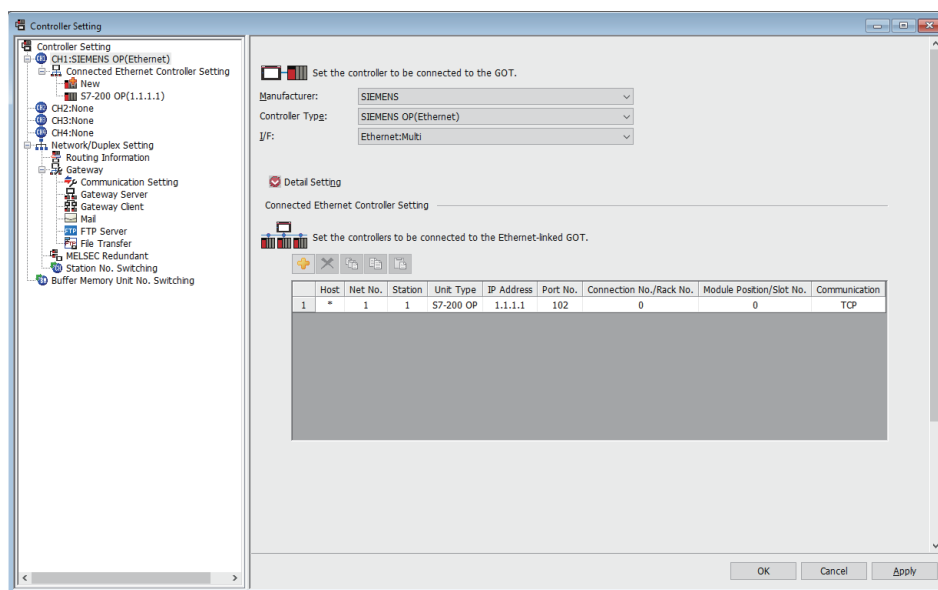 Controller Setting
Controller Setting
CH1:SIEMENS OP(Ethernet)
Connected Ethernet Controller Setting
New
S7-200 OP(1.1.1.1)
CH2:None
CH3:None
CH4:None
Network/Duplex Setting
Routing Information
Gateway
Communication Setting
Gateway Server
Gateway Client
Mail
FTP Server
File Transfer
MELSEC Redundant
Station No. Switching
Buffer Memory Unit No. Switching
Set the controller to be connected to the GOT.
Manufacturer: SIEMENS
Controller Type: SIEMENS OP(Ethernet)
I/F: Ethernet:Multi
Detail Setting
Connected Ethernet Controller Setting
Set the controllers to be connected to the Ethernet-linked GOT.
Host Net No. Station Unit Type IP Address Port No. Connection No./Rack No. Module Position/Slot No. Communication
1 * 1 1 S7-200 OP 1.1.1.1 102 0 0 TCP
OK Cancel Apply